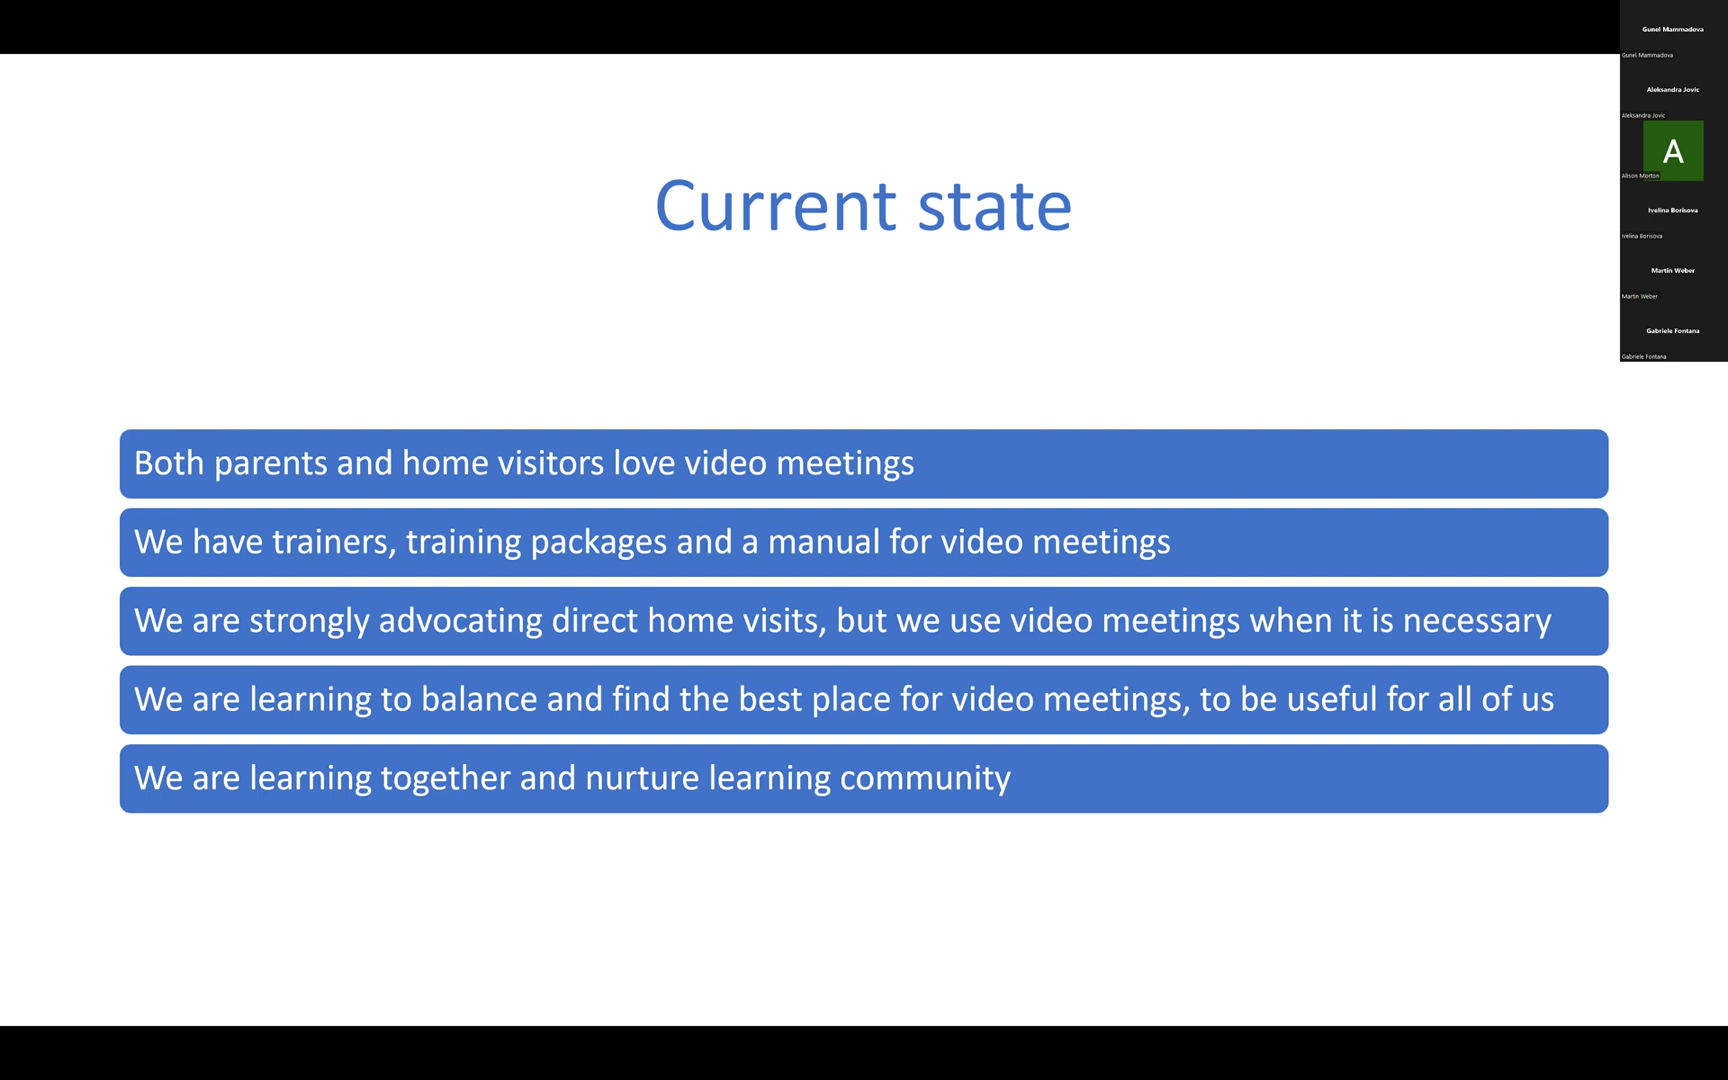 Gunel Mammadova
Gunel Mammadova
Aleksandra Jovic
Aleksandra Jovic
A
Alison Morton
Ivelina Borisova
Ivelina Borisova
Martin Weber
Martin Weber
Gabriele Fontana
Gabriele Fontana
Current state
Both parents and home visitors love video meetings
We have trainers, training packages and a manual for video meetings
We are strongly advocating direct home visits, but we use video meetings when it is necessary
We are learning to balance and find the best place for video meetings, to be useful for all of us
We are learning together and nurture learning community